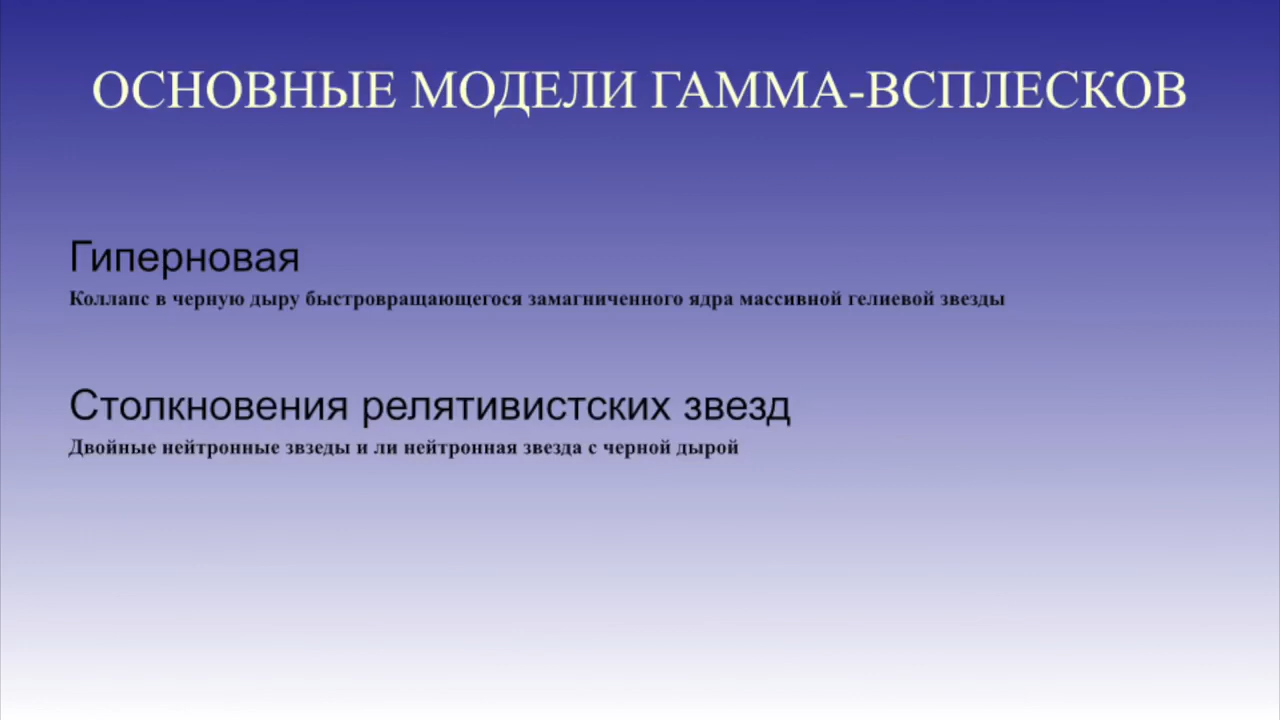 ОСНОВНЫЕ МОДЕЛИ ГАММА-ВСПЛЕСКОВ
Гиперновая
Коллапс в черную дыру быстровращающегося замагниченного ядра массивной гелиевой звезды
Столкновения релятивистских звезд
Двойные нейтронные звзеды и ли нейтронная звезда с черной дырой